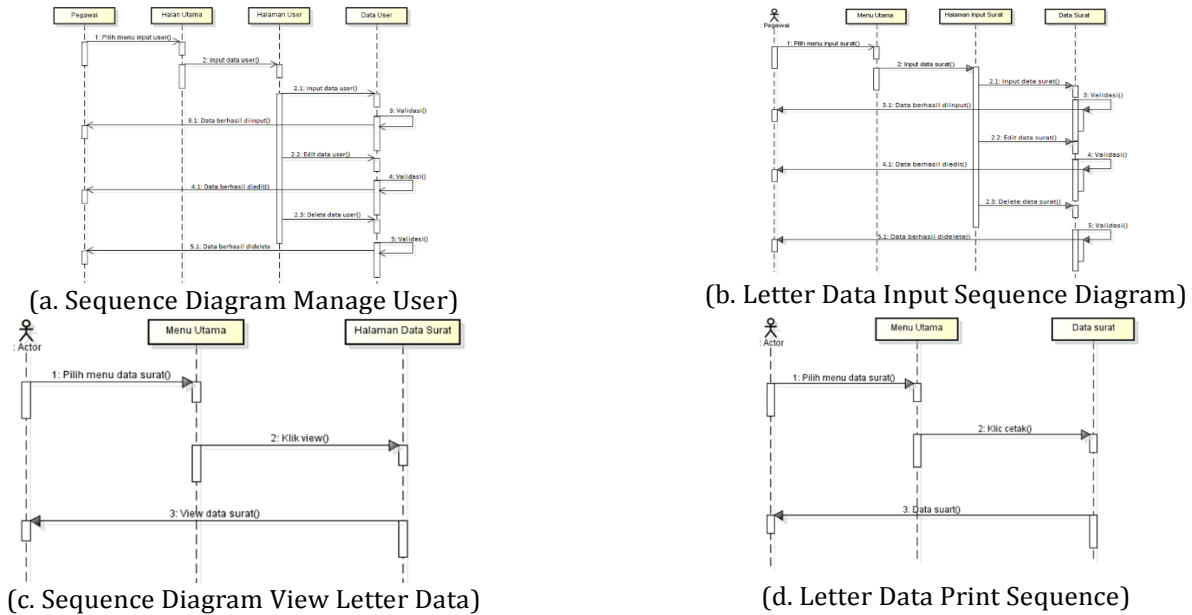 Pegawai
Halan Utama
Halaman User
Data User
1: Pilih menu input user()
2: Input data user()
2.1: Input data user()
3: Validasi()
3.1: Data berhasil diinput()
2.2: Edit data user()
4: Validasi()
4.1: Data berhasil diedit()
2.3: Delete data user()
5: Validasi()
5.1: Data berhasil didelete
(a. Sequence Diagram Manage User)
: Pegawai
Menu Utama
Halaman Input Surat
Data Surat
1: Pilih menu input surat()
2: Input data surat()
2.1: Input data surat()
3: Validasi()
3.1: Data berhasil diinput()
2.2: Edit data surat()
4: Validasi()
4.1: Data berhasil diedit()
2.3: Delete data surat()
5: Validasi()
5.1: Data berhasil didelete()
(b. Letter Data Input Sequence Diagram)
: Actor
Menu Utama
Halaman Data Surat
1: Pilih menu data surat()
2: Klik view()
3: View data surat()
(c. Sequence Diagram View Letter Data)
: Actor
Menu Utama
Data surat
1: Pilih menu data surat()
2: Klic cetak()
3: Data suart()
(d. Letter Data Print Sequence)